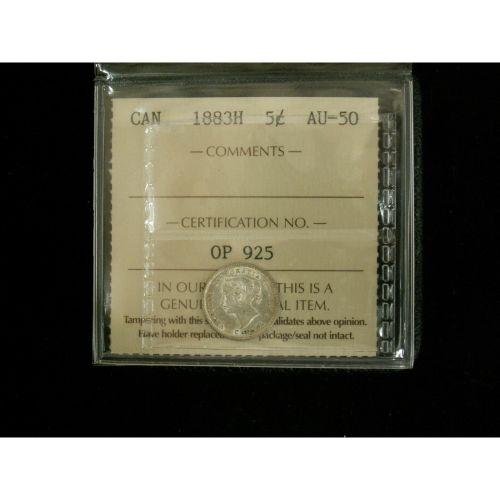 CAN 1883H 5¢ AU-50
— COMMENTS —
— CERTIFICATION NO. —
OP 925
IN OUR THIS IS A
GENU AL ITEM.
Tampering with this s alidates above opinion.
Have holder replace package/seal not intact.